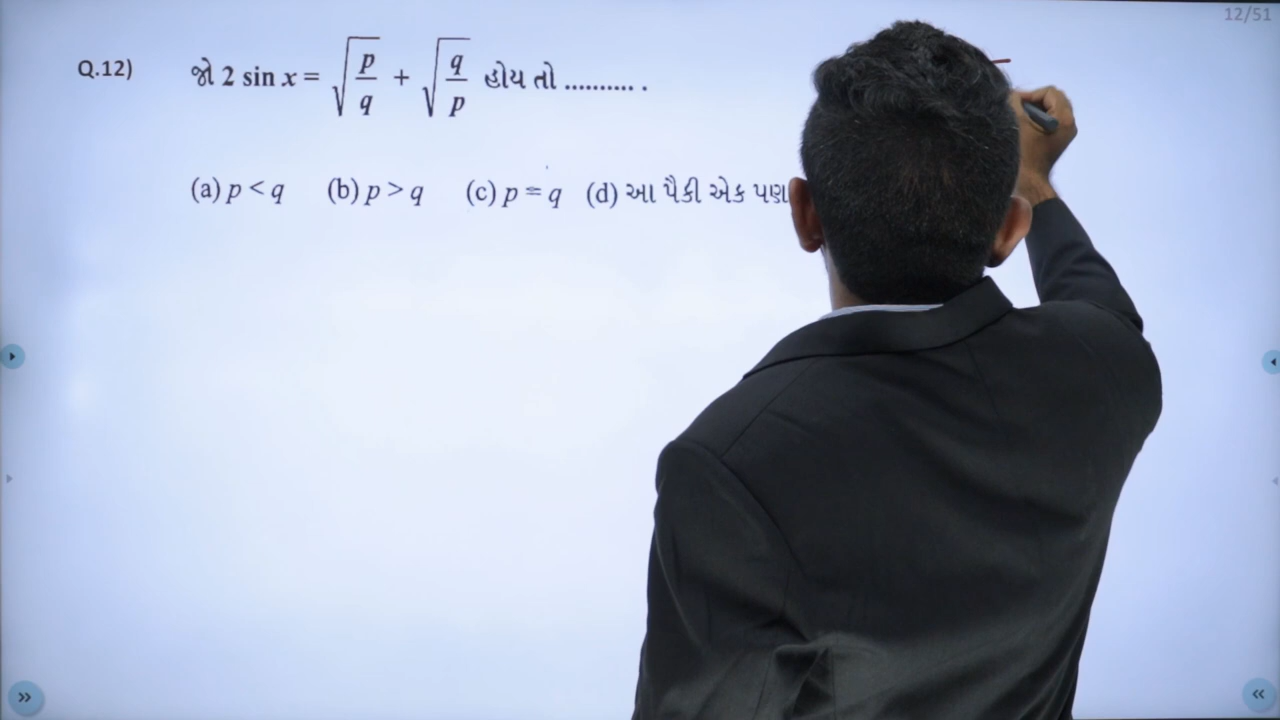 12/51
Q.12) જો 2 sin x = √(p/q) + √(q/p) હોય તો .......... .
(a) p < q (b) p > q (c) p = q (d) આ પૈકી એક પણ